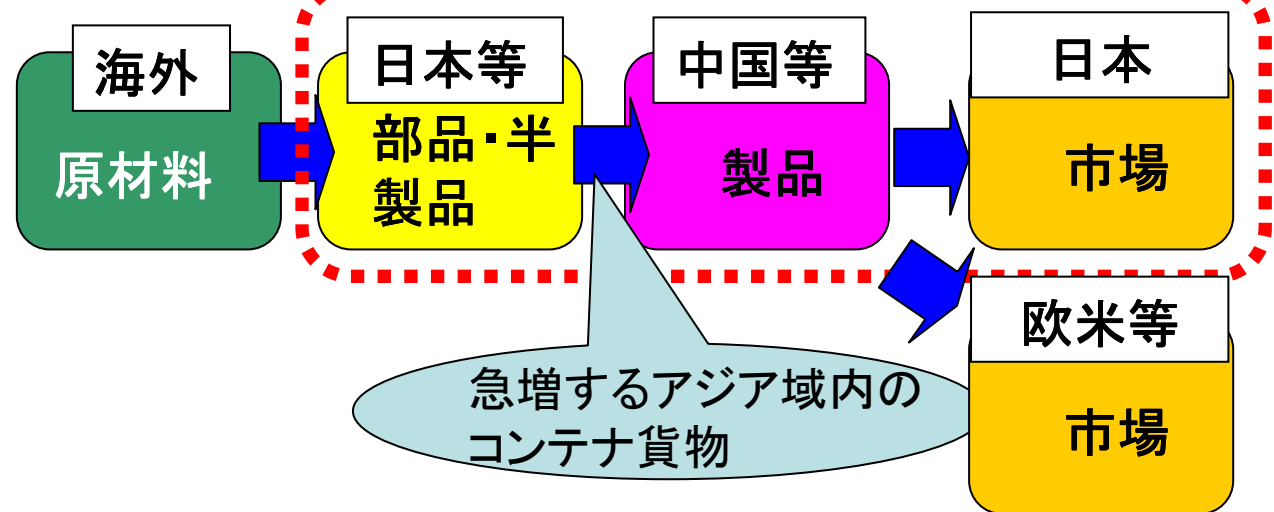 海外
原材料
日本等
部品・半
製品
中国等
製品
日本
市場
欧米等
市場
急増するアジア域内の
コンテナ貨物